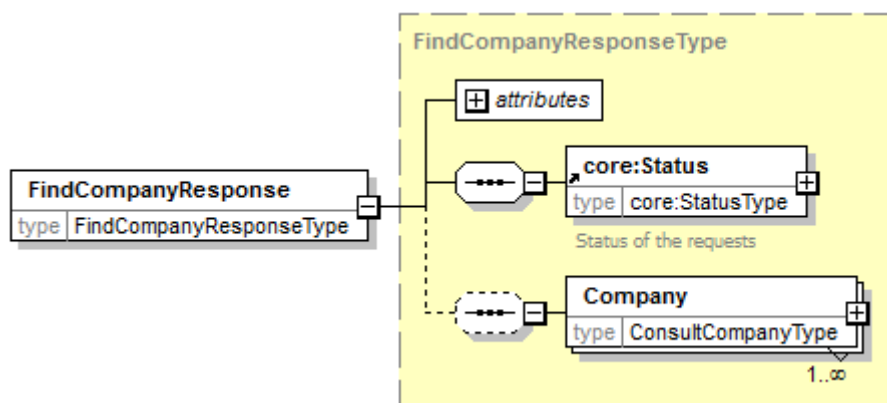 FindCompanyResponseType
attributes
core:Status
type core:StatusType
Status of the requests
FindCompanyResponse
type FindCompanyResponseType
Company
type ConsultCompanyType
1..∞